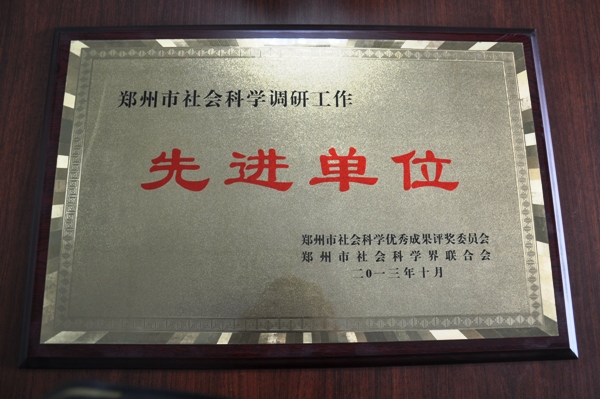 郑州市社会科学调研工作
先进单位
郑州市社会科学优秀成果评奖委员会
郑州市社会科学界联合会
二0一三年十月